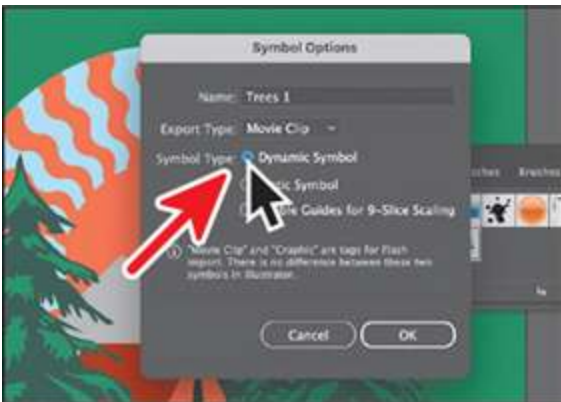 Symbol Options
Name: Trees 1
Export Type: Movie Clip
Symbol Type: Dynamic Symbol
Symbol
Guides for 9-Slice Scaling
Brushes
"Movie Clip" and "Graphic" are tags for Flash
import. There is no difference between these two
symbols in Illustrator.
Cancel OK